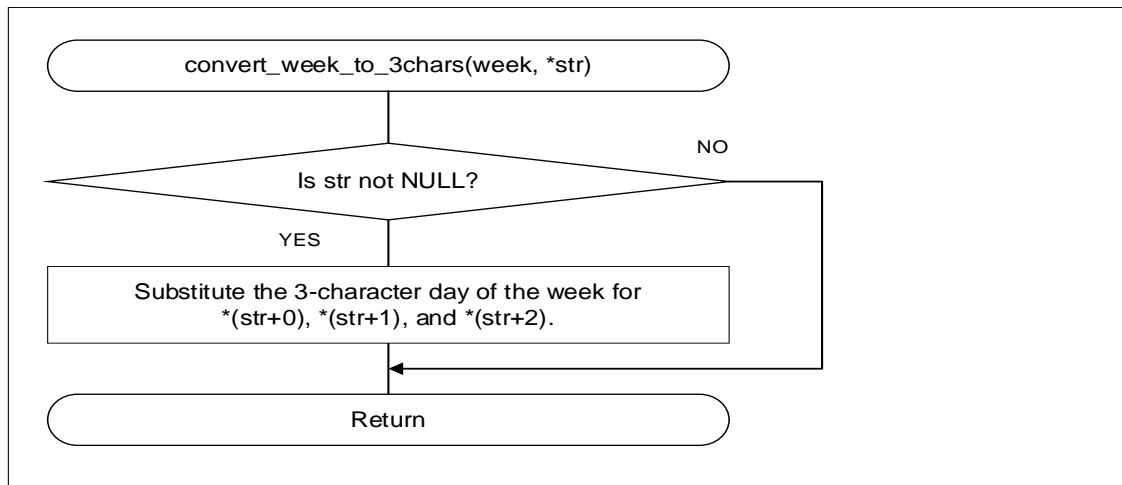 convert_week_to_3chars(week, *str)
NO
Is str not NULL?
YES
Substitute the 3-character day of the week for
*(str+0), *(str+1), and *(str+2).
Return